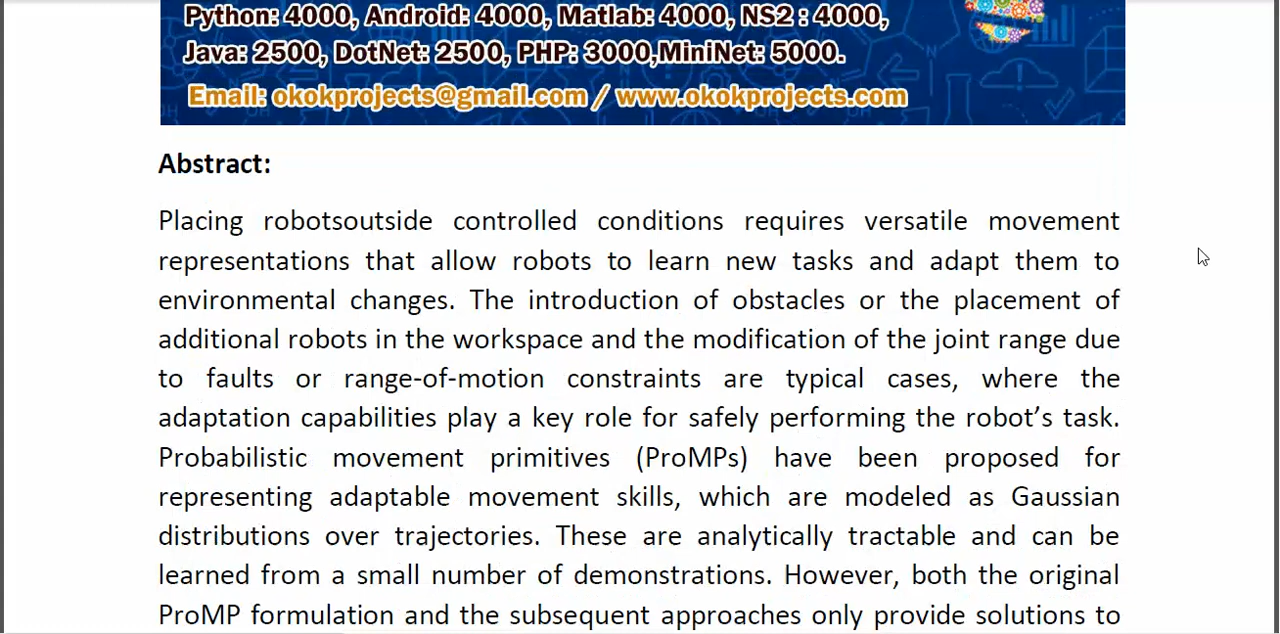 Python: 4000, Android: 4000, Matlab: 4000, NS2 : 4000,
Java: 2500, DotNet: 2500, PHP: 3000,MiniNet: 5000.
Email: okokprojects@gmail.com / www.okokprojects.com
Abstract:
Placing robotsoutside controlled conditions requires versatile movement
representations that allow robots to learn new tasks and adapt them to
environmental changes. The introduction of obstacles or the placement of
additional robots in the workspace and the modification of the joint range due
to faults or range-of-motion constraints are typical cases, where the
adaptation capabilities play a key role for safely performing the robot’s task.
Probabilistic movement primitives (ProMPs) have been proposed for
representing adaptable movement skills, which are modeled as Gaussian
distributions over trajectories. These are analytically tractable and can be
learned from a small number of demonstrations. However, both the original
ProMP formulation and the subsequent approaches only provide solutions to